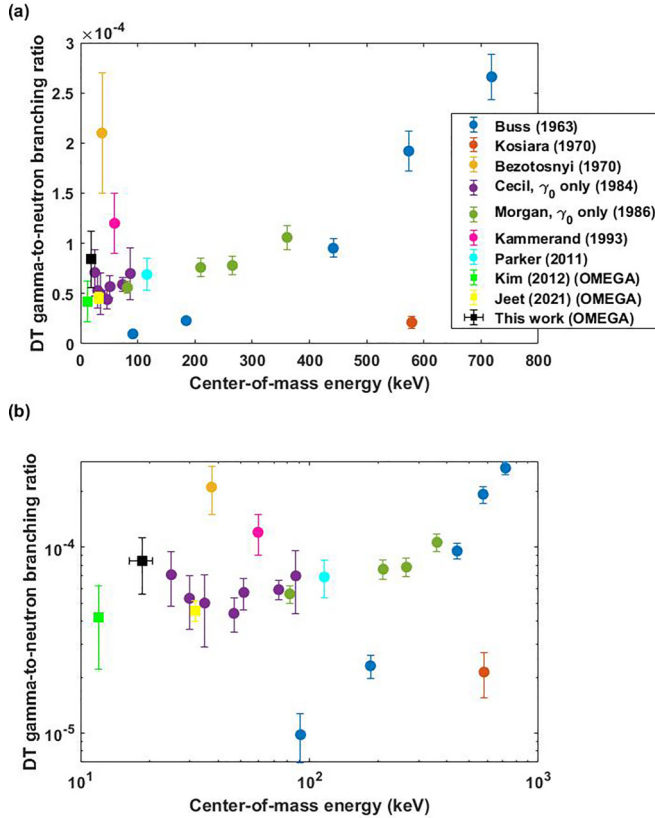 (a)
×10⁻⁴
DT gamma-to-neutron branching ratio
3
2.5
2
1.5
1
0.5
0
0 100 200 300 400 500 600 700 800
Center-of-mass energy (keV)
Buss (1963)
Kosiara (1970)
Bezotosnyi (1970)
Cecil, γ₀ only (1984)
Morgan, γ₀ only (1986)
Kammerand (1993)
Parker (2011)
Kim (2012) (OMEGA)
Jeet (2021) (OMEGA)
This work (OMEGA)
(b)
DT gamma-to-neutron branching ratio
10⁻⁴
10⁻⁵
10¹ 10² 10³
Center-of-mass energy (keV)